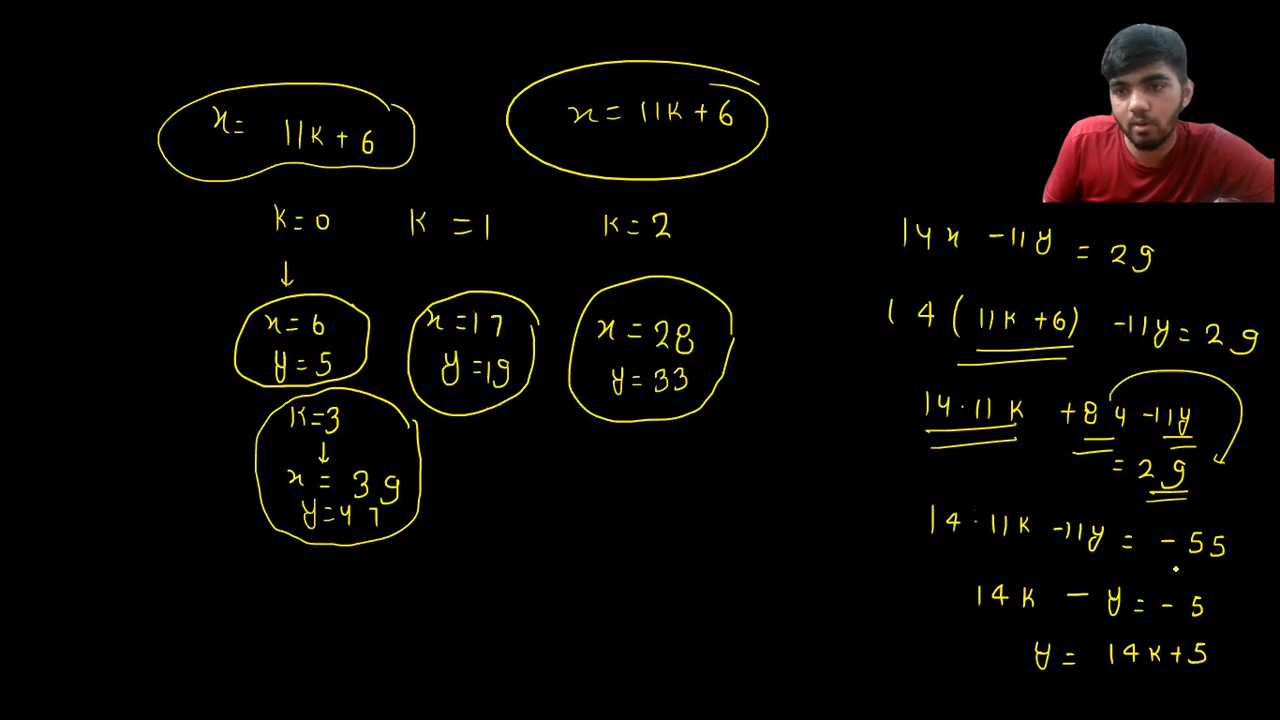 x = 11k + 6
x = 11k + 6
k = 0
k = 1
k = 2
↓
x = 6
y = 5
x = 17
y = 19
x = 28
y = 33
k = 3
↓
x = 39
y = 47
14x - 11y = 29
14(11k + 6) - 11y = 29
14·11k + 84 - 11y
= 29
14·11k - 11y = -55
14k - y = -5
y = 14k + 5